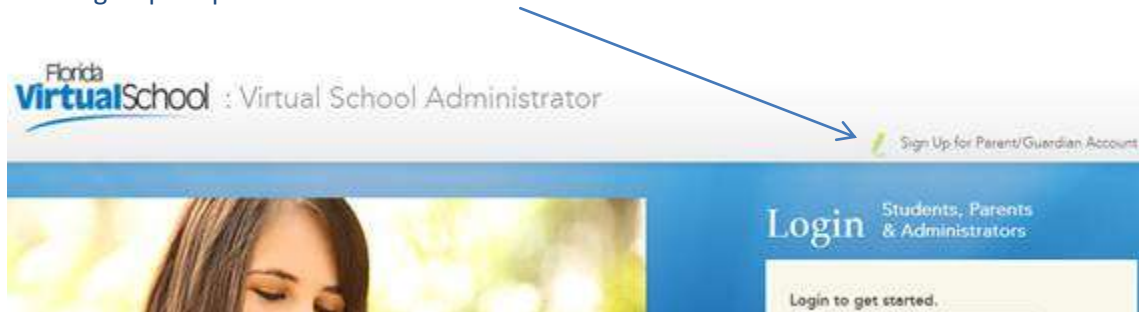 Florida
VirtualSchool : Virtual School Administrator
Sign Up for Parent/Guardian Account
Login Students, Parents
& Administrators
Login to get started.